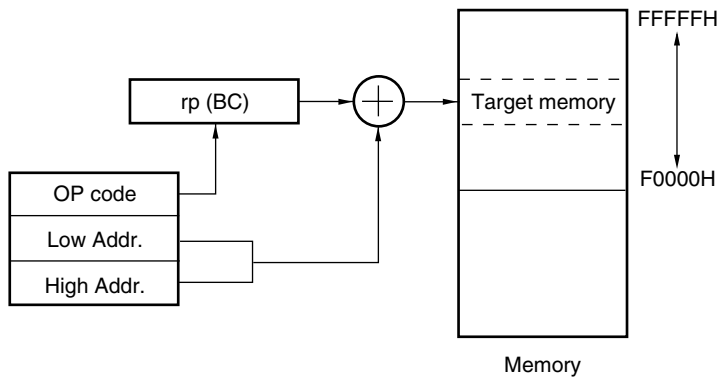 FFFFFH
rp (BC)
Target memory
OP code
F0000H
Low Addr.
High Addr.
Memory